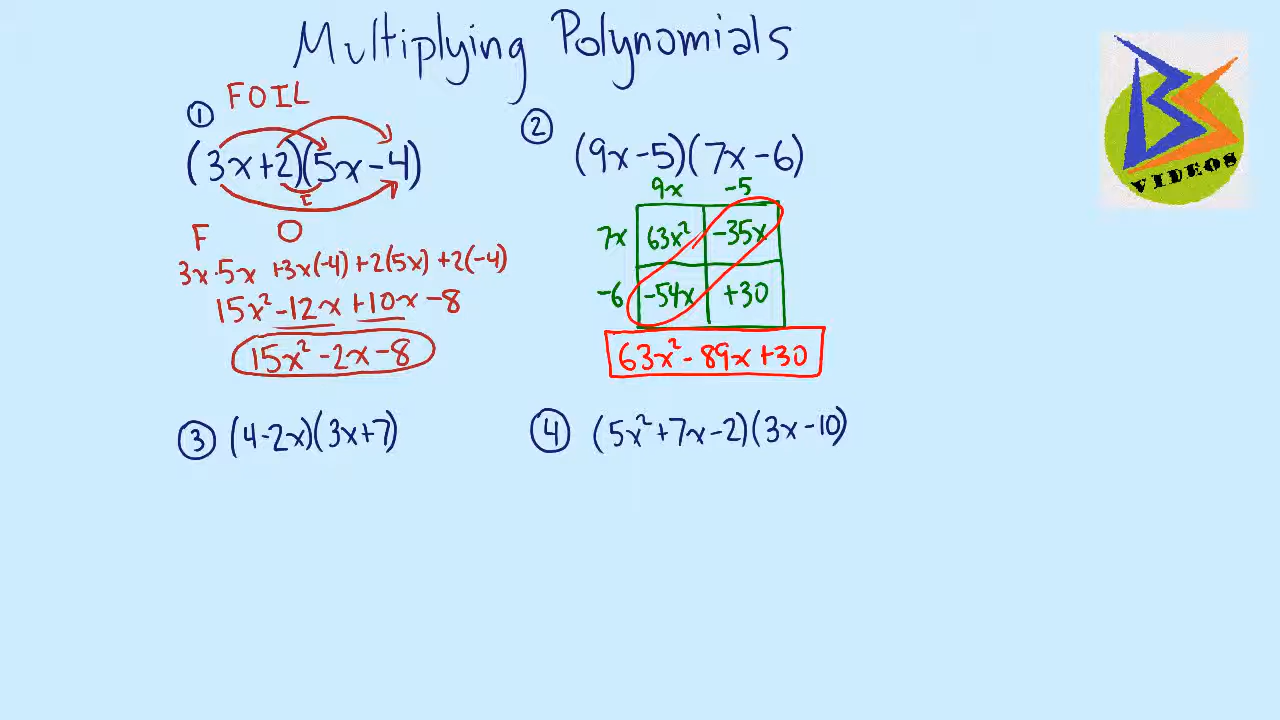 Multiplying Polynomials
① FOIL
(3x+2)(5x-4)
I
F O
3x·5x +3x(-4) +2(5x) +2(-4)
15x² -12x +10x -8
15x² -2x -8
②
(9x-5)(7x-6)
9x -5
7x 63x² -35x
-6 -54x +30
63x² - 89x +30
③ (4-2x)(3x+7)
④ (5x²+7x-2)(3x-10)
BS
VIDEOS